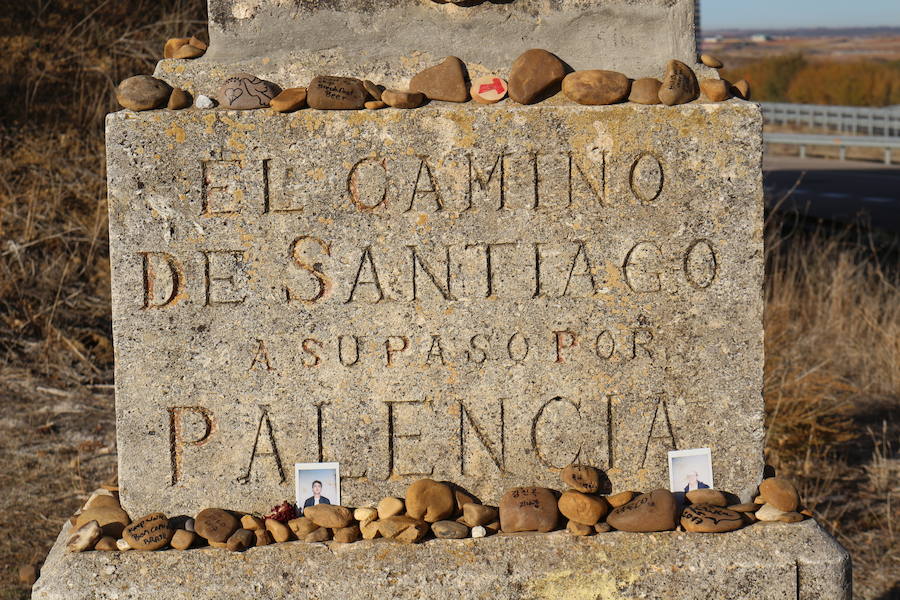 EL CAMINO
DE SANTIAGO
A SU PASO POR
PALENCIA